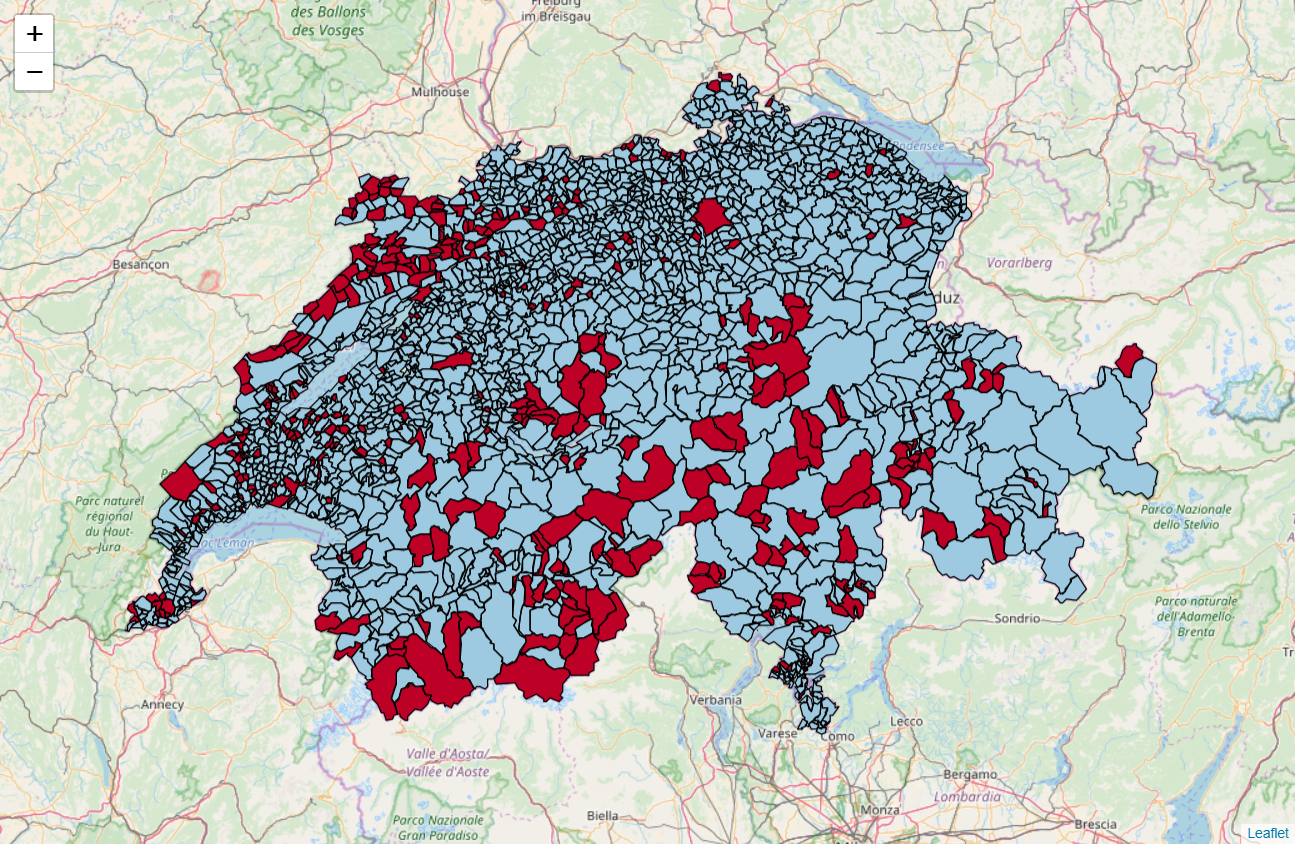 +
−
des Ballons
des Vosges
Freiburg
im Breisgau
Mulhouse
Bodensee
Besançon
Vorarlberg
duz
Parc naturel
régional
du Haut-
Jura
Parco Nazionale
dello Stelvio
Parco naturale
dell'Adamello-
Brenta
Sondrio
Annecy
Verbania
Varese
Como
Lecco
Valle d'Aosta/
Vallée d'Aoste
Bergamo
Lombardia
Biella
Monza
Brescia
Parco Nazionale
Gran Paradiso
Leaflet